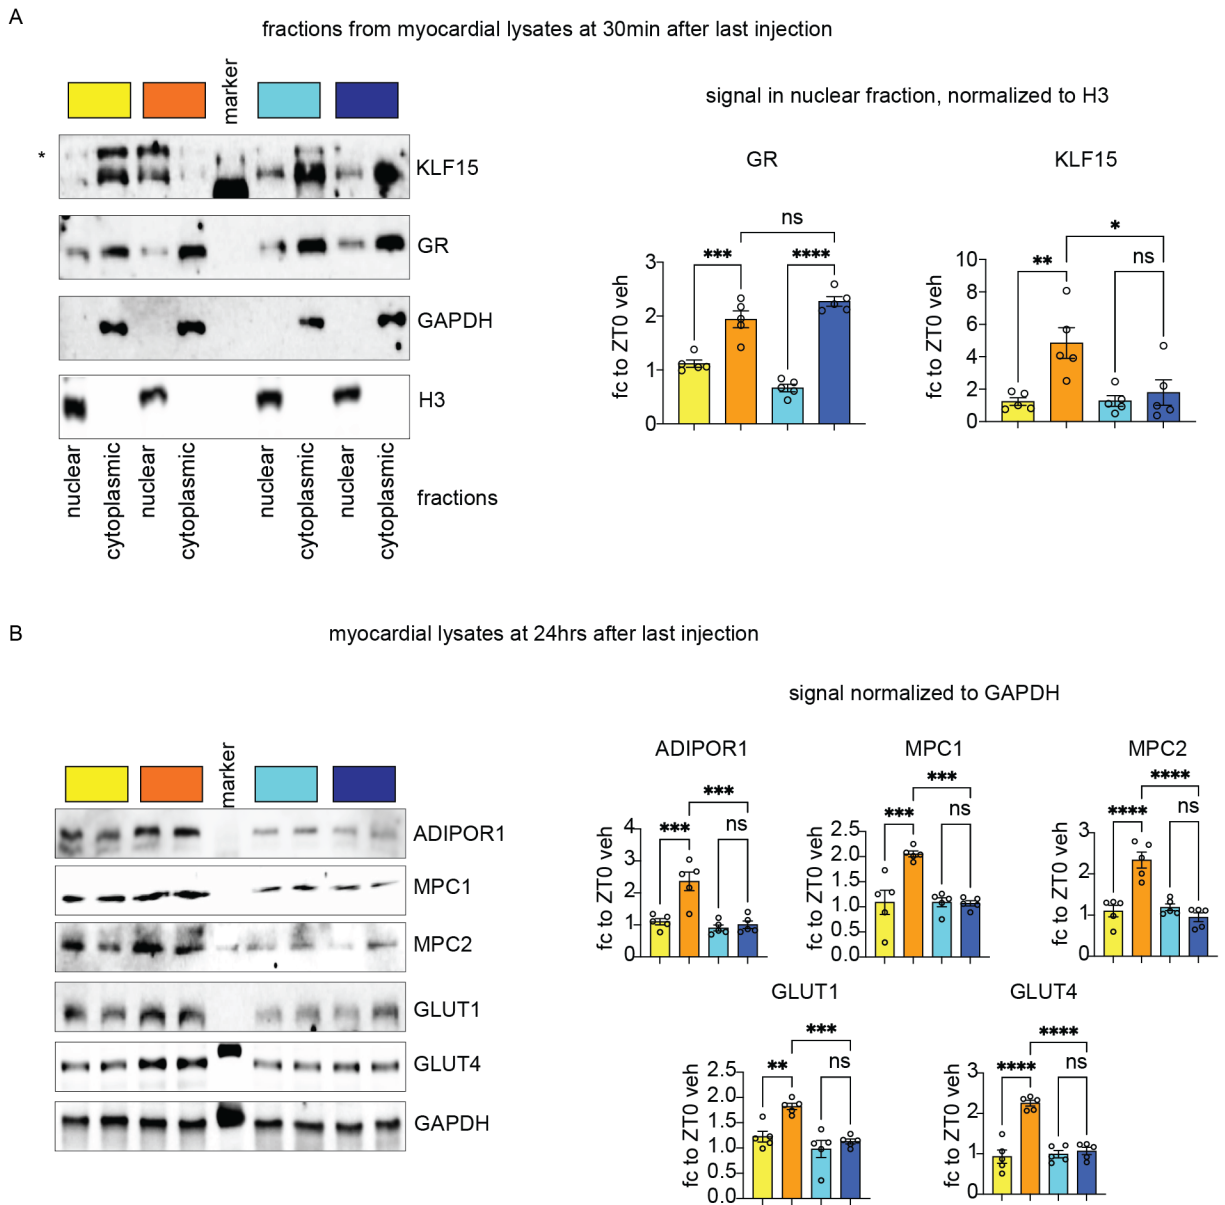 A
fractions from myocardial lysates at 30min after last injection
marker
signal in nuclear fraction, normalized to H3
*
KLF15
GR
GAPDH
H3
nuclear
cytoplasmic
nuclear
cytoplasmic
nuclear
cytoplasmic
nuclear
cytoplasmic
fractions
GR
ns
***
****
fc to ZT0 veh
3
2
1
0
KLF15
*
**
ns
fc to ZT0 veh
10
8
6
4
2
0
B
myocardial lysates at 24hrs after last injection
marker
signal normalized to GAPDH
ADIPOR1
MPC1
MPC2
GLUT1
GLUT4
GAPDH
ADIPOR1
***
***
ns
fc to ZT0 veh
4
3
2
1
0
MPC1
***
***
ns
fc to ZT0 veh
2.5
2.0
1.5
1.0
0.5
0.0
MPC2
****
****
ns
fc to ZT0 veh
3
2
1
0
GLUT1
***
**
ns
fc to ZT0 veh
2.5
2.0
1.5
1.0
0.5
0.0
GLUT4
****
****
ns
fc to ZT0 veh
3
2
1
0